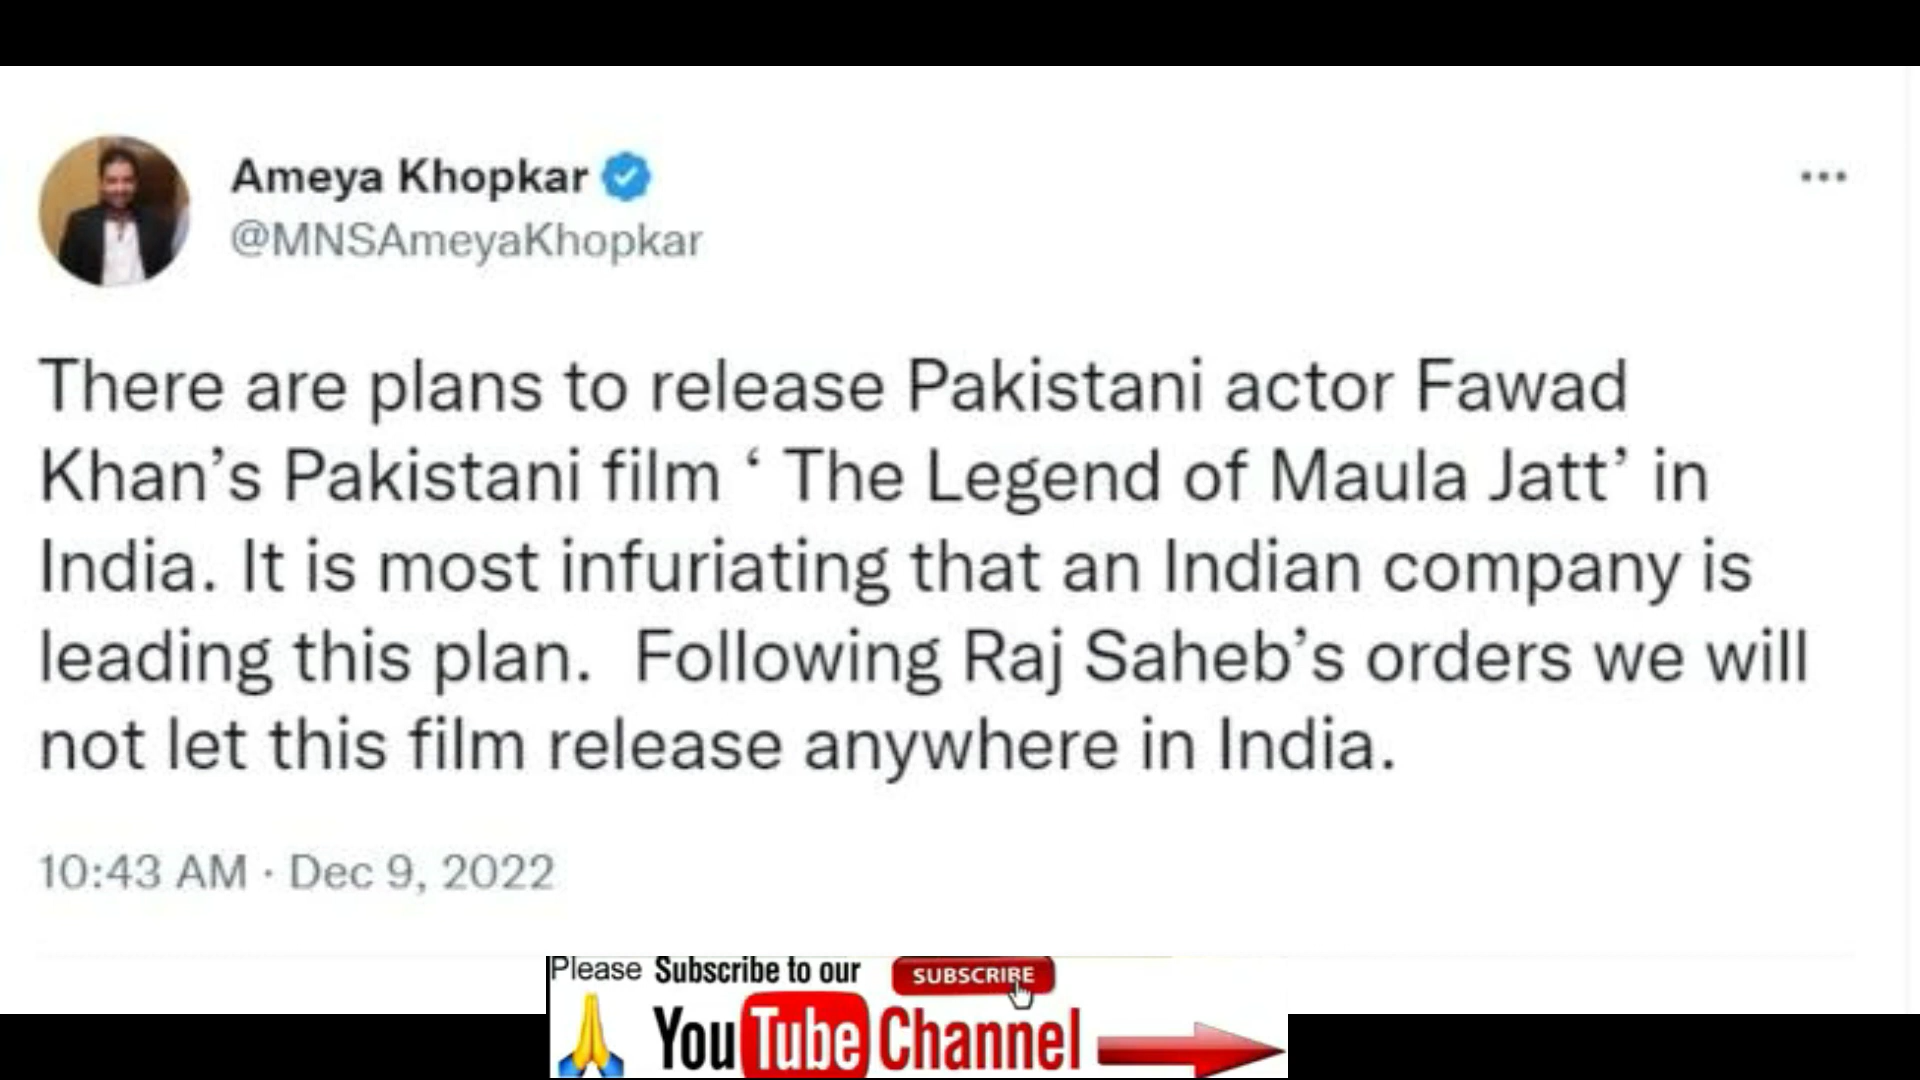 Ameya Khopkar
@MNSAmeyaKhopkar
There are plans to release Pakistani actor Fawad
Khan’s Pakistani film ‘ The Legend of Maula Jatt’ in
India. It is most infuriating that an Indian company is
leading this plan.  Following Raj Saheb’s orders we will
not let this film release anywhere in India.
10:43 AM · Dec 9, 2022
Please Subscribe to our SUBSCRIBE
YouTube Channel